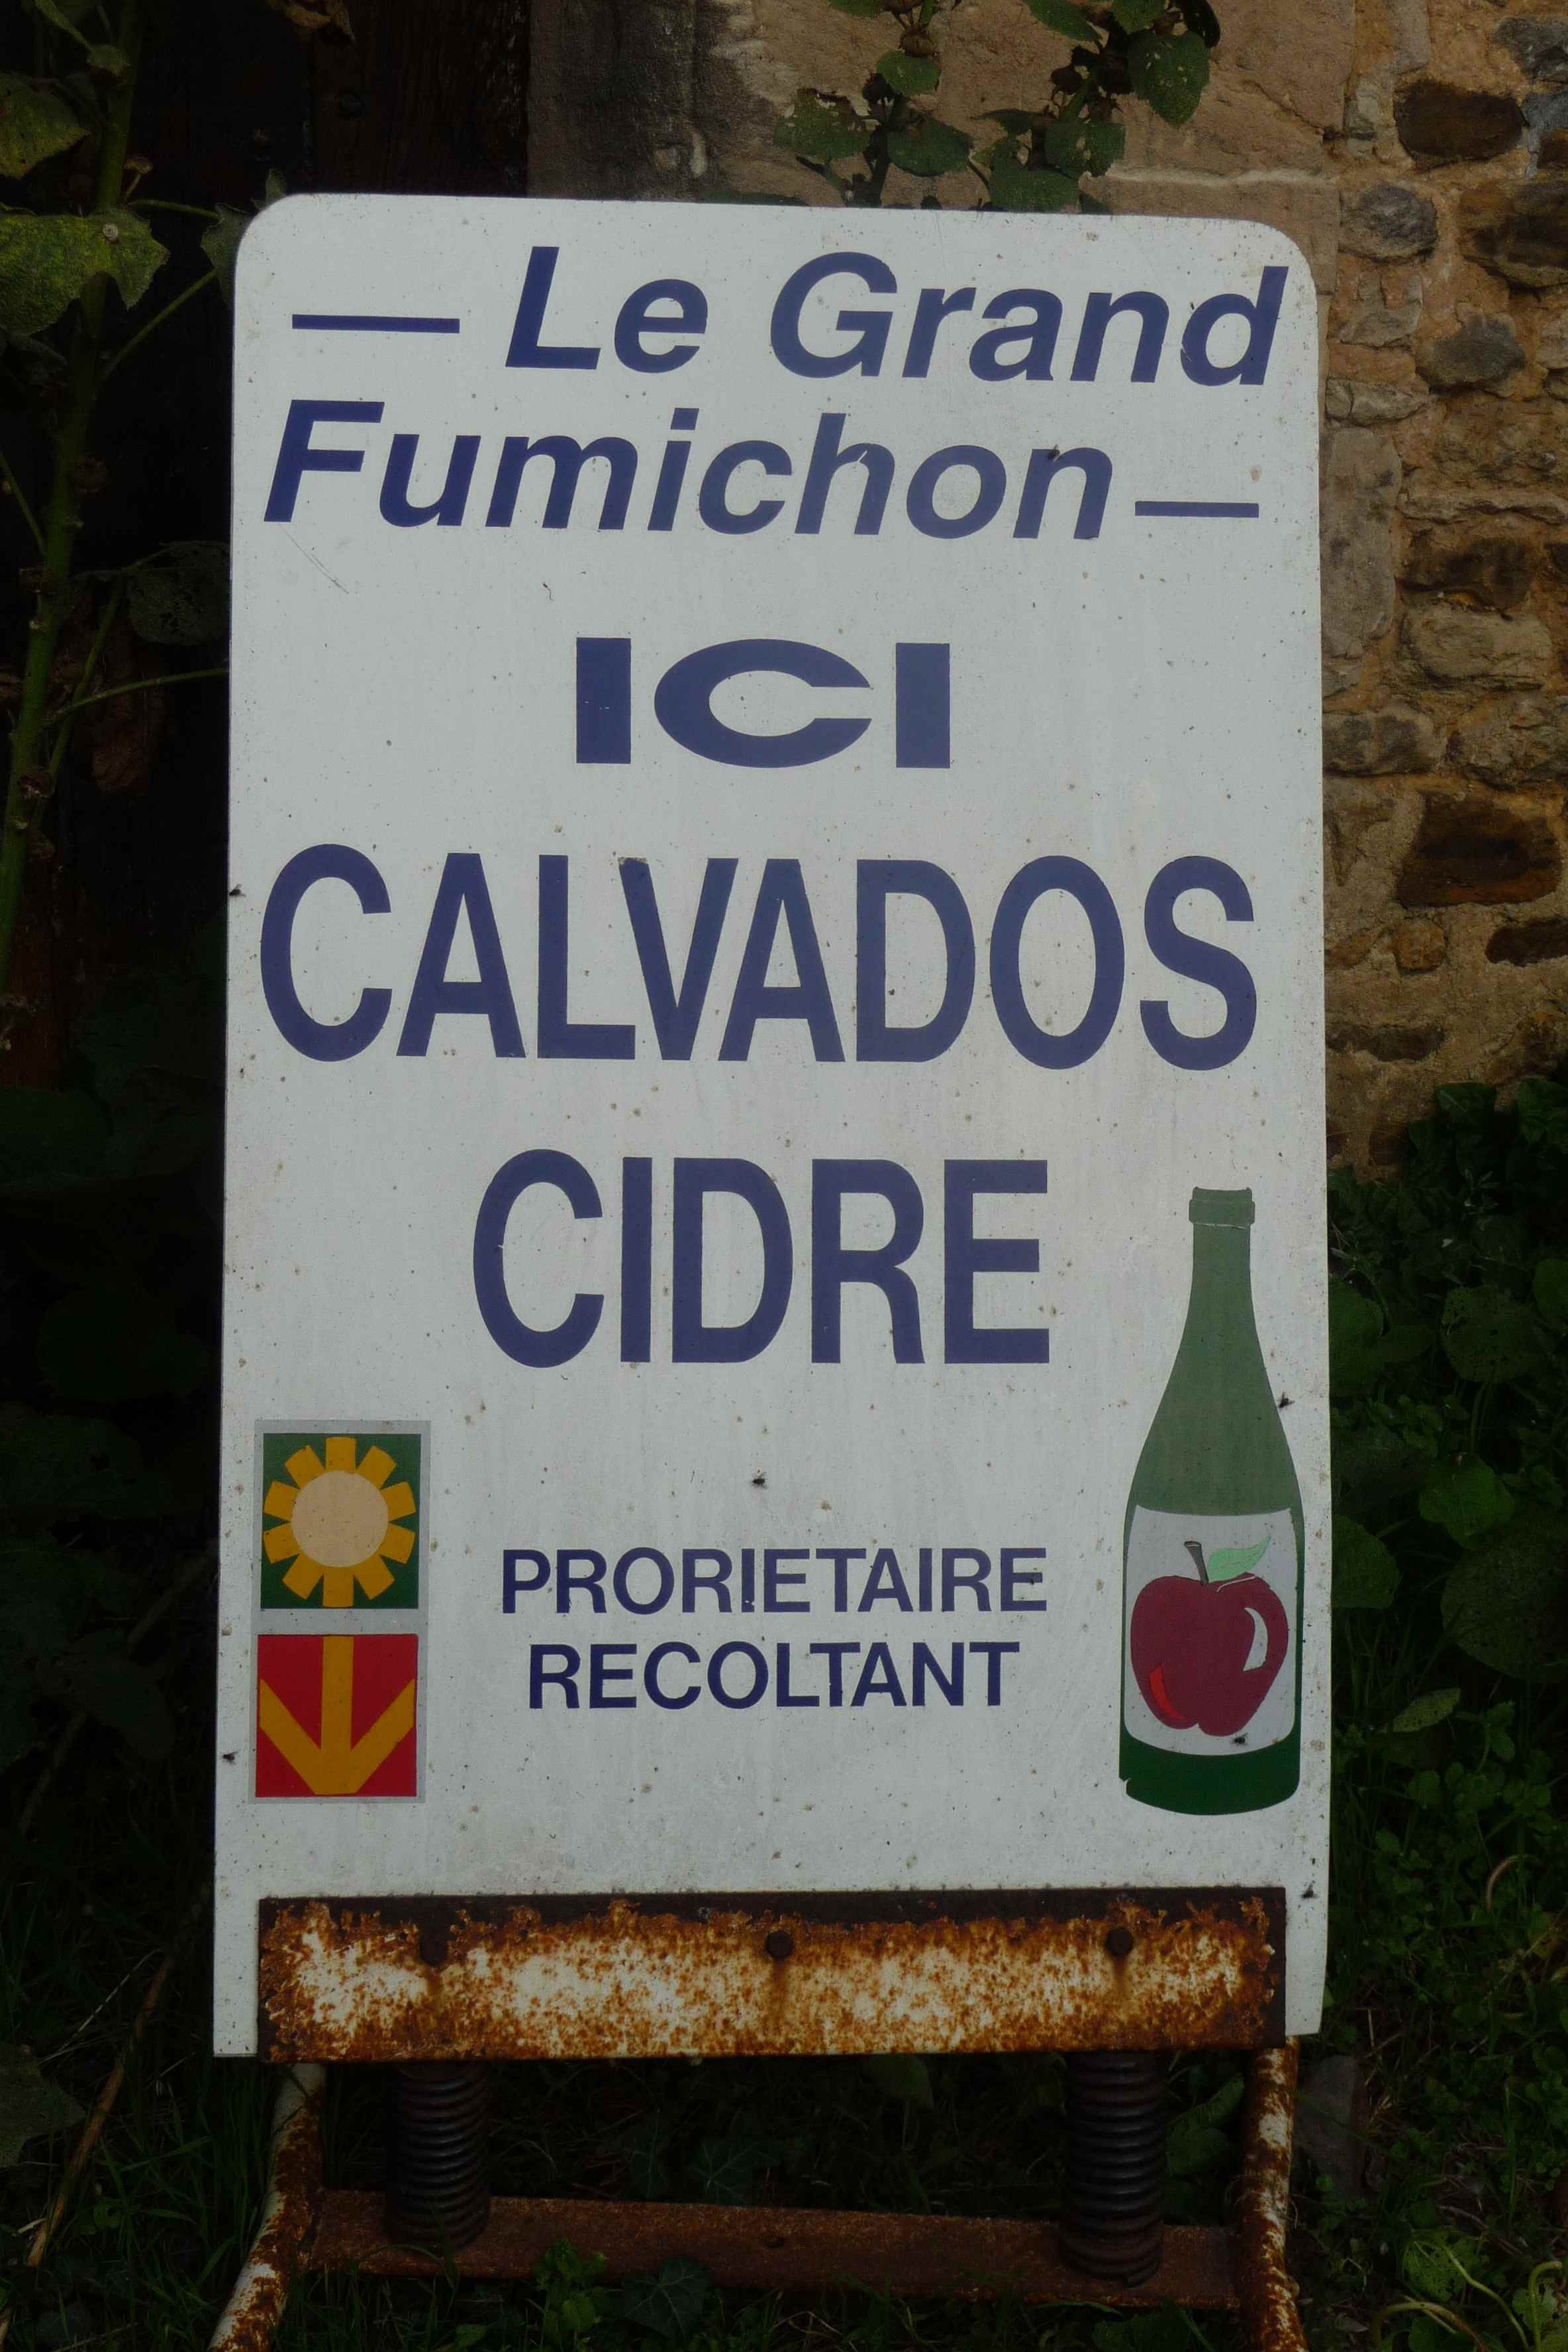 Le Grand
Fumichon
ICI
CALVADOS
CIDRE
PRORIETAIRE
RECOLTANT